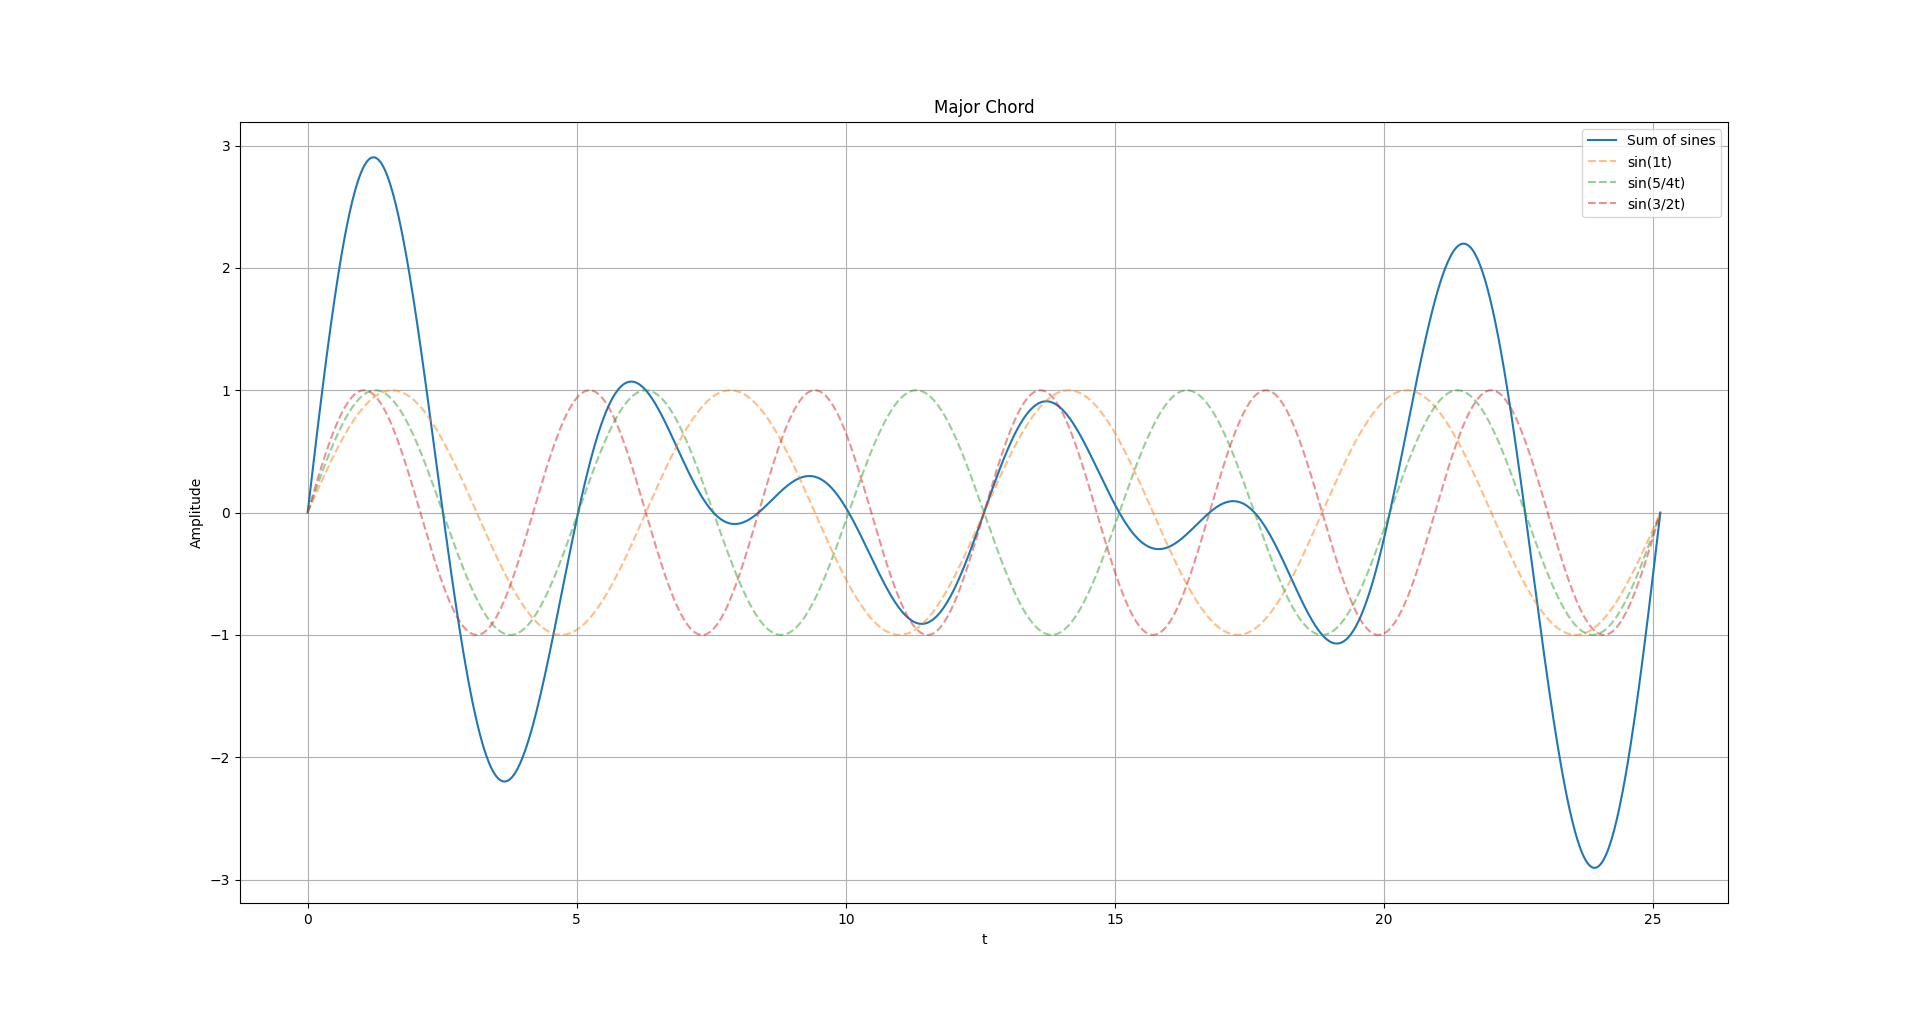 Major Chord
Sum of sines
sin(1t)
sin(5/4t)
sin(3/2t)
3
2
1
0
−1
−2
−3
Amplitude
0
5
10
15
20
25
t